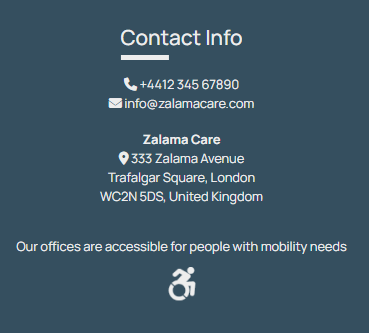 Contact Info
+4412 345 67890
info@zalamacare.com
Zalama Care
333 Zalama Avenue
Trafalgar Square, London
WC2N 5DS, United Kingdom
Our offices are accessible for people with mobility needs